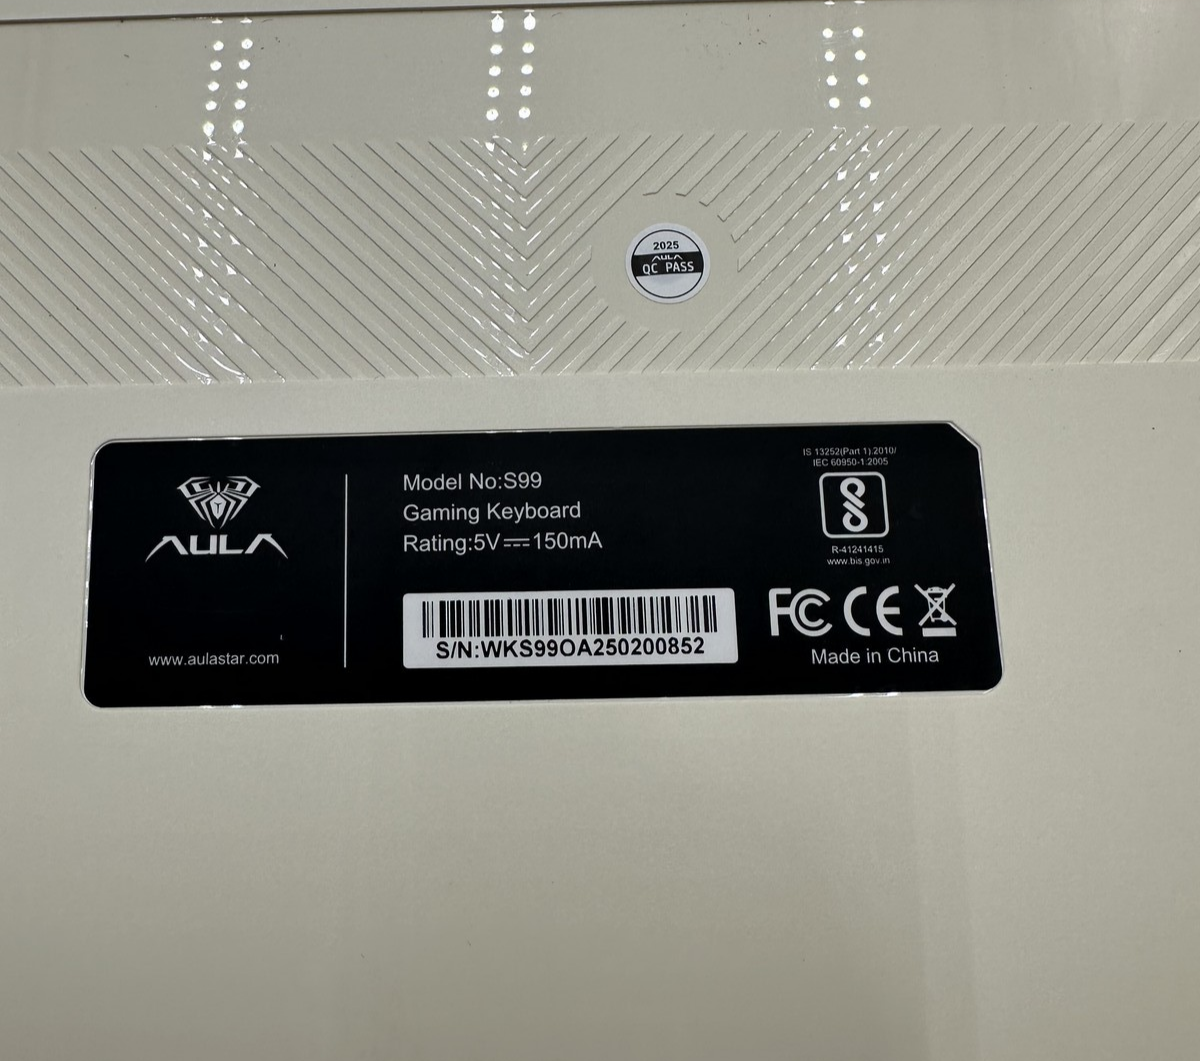 2025
AULA
QC PASS
AULA
www.aulastar.com
Model No:S99
Gaming Keyboard
Rating:5V⎓150mA
S/N:WKS99OA250200852
IS 13252(Part 1):2010/
IEC 60950-1:2005
R-41241415
www.bis.gov.in
FC CE
Made in China